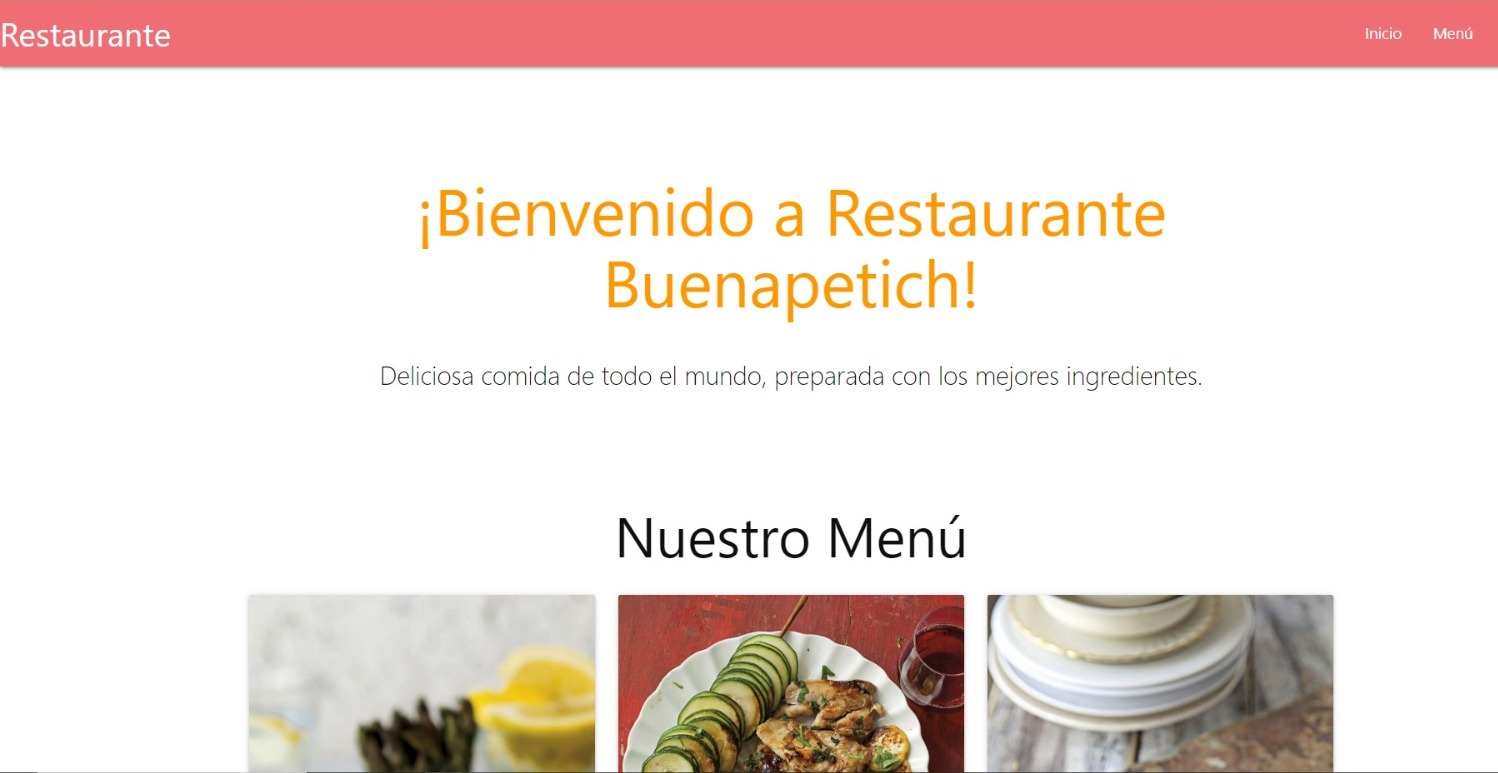 Restaurante
Inicio
Menú
¡Bienvenido a Restaurante
Buenapetich!
Deliciosa comida de todo el mundo, preparada con los mejores ingredientes.
Nuestro Menú